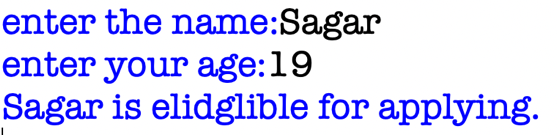 enter the name:Sagar
enter your age:19
Sagar is elidglible for applying.